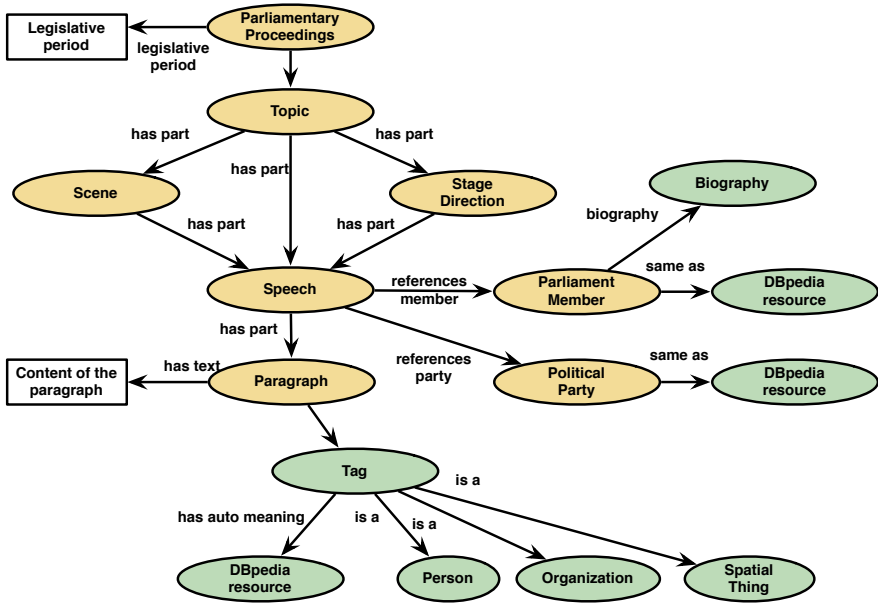 Legislative
period
legislative
period
Parliamentary
Proceedings
Topic
has part
has part
has part
Scene
Stage
Direction
Biography
has part
has part
biography
Speech
references
member
Parliament
Member
same as
DBpedia
resource
has part
references
party
Political
Party
same as
DBpedia
resource
Content of the
paragraph
has text
Paragraph
Tag
has auto meaning
is a
is a
is a
DBpedia
resource
Person
Organization
Spatial
Thing